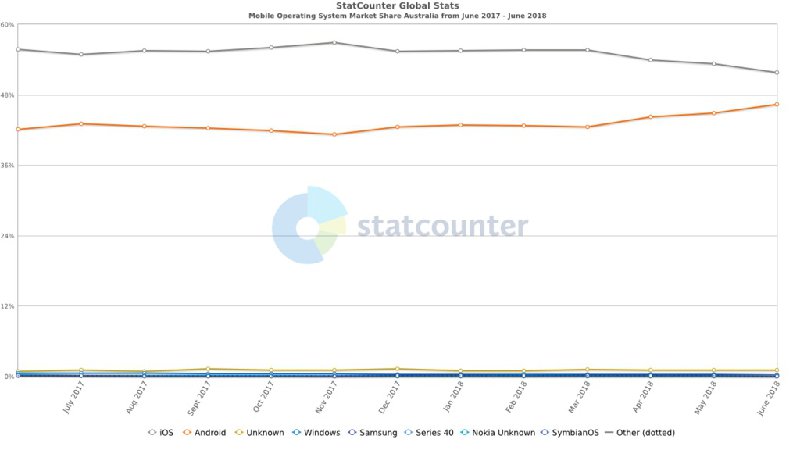 StatCounter Global Stats
Mobile Operating System Market Share Australia from June 2017 - June 2018
60%
48%
36%
24%
12%
0%
statcounter
July 2017
Aug 2017
Sept 2017
Oct 2017
Nov 2017
Dec 2017
Jan 2018
Feb 2018
Mar 2018
Apr 2018
May 2018
June 2018
iOS Android Unknown Windows Samsung Series 40 Nokia Unknown SymbianOS Other (dotted)